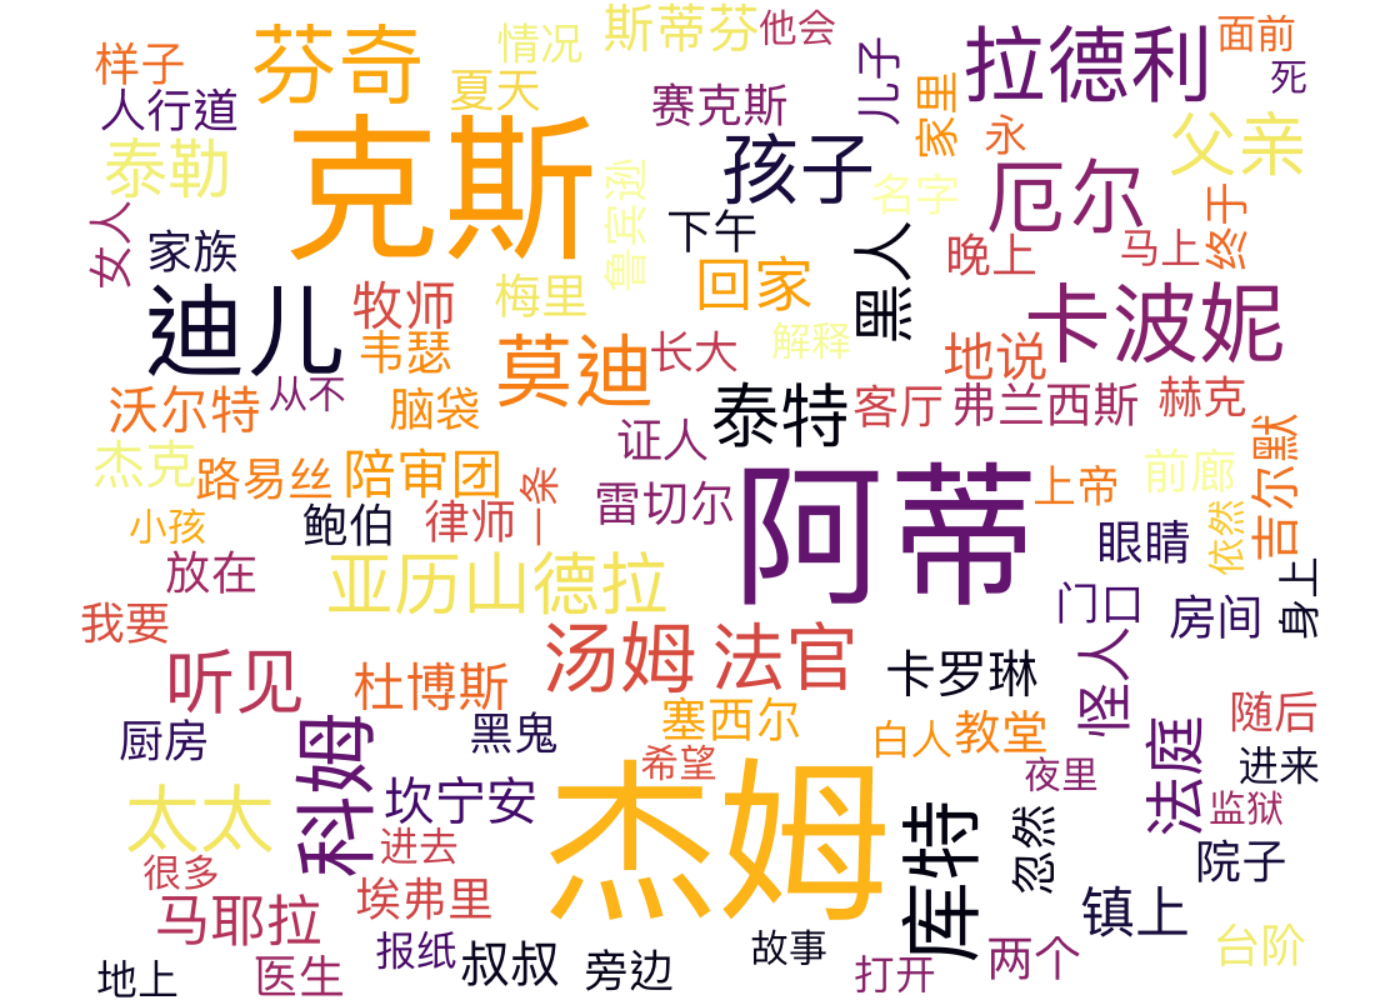 斯蒂芬
他会
面前
情况
样子
芬奇
拉德利
儿子
死
夏天
家里
赛克斯
人行道
克斯
永
父亲
孩子
泰勒
厄尔
鲁宾逊
名字
终于
女人
下午
家族
黑人
晚上
马上
回家
梅里
牧师
迪儿
卡波妮
莫迪
解释
韦瑟
长大
地说
从不
沃尔特
脑袋
泰特
客厅
弗兰西斯
赫克
证人
吉尔默
杰克
路易丝
陪审团
一条
上帝
前廊
雷切尔
阿蒂
小孩
鲍伯
律师
眼睛
依然
放在
亚历山德拉
门口
房间
身上
我要
汤姆
法官
听见
杜博斯
卡罗琳
怪人
随后
厨房
科姆
黑鬼
塞西尔
白人
教堂
法庭
希望
夜里
进来
坎宁安
杰姆
太太
库特
忽然
监狱
进去
很多
院子
埃弗里
马耶拉
镇上
报纸
叔叔
故事
台阶
地上
医生
旁边
打开
两个